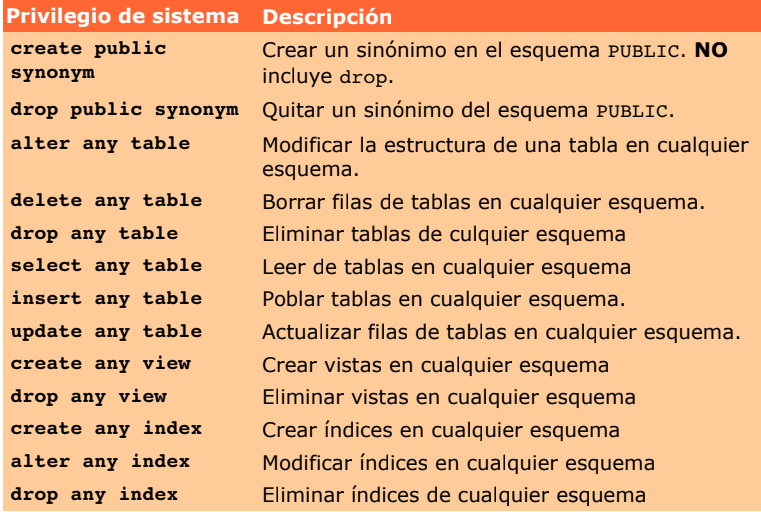 Privilegio de sistema Descripción
create public synonym Crear un sinónimo en el esquema PUBLIC. NO incluye drop.
drop public synonym Quitar un sinónimo del esquema PUBLIC.
alter any table Modificar la estructura de una tabla en cualquier esquema.
delete any table Borrar filas de tablas en cualquier esquema.
drop any table Eliminar tablas de culquier esquema
select any table Leer de tablas en cualquier esquema
insert any table Poblar tablas en cualquier esquema.
update any table Actualizar filas de tablas en cualquier esquema.
create any view Crear vistas en cualquier esquema
drop any view Eliminar vistas en cualquier esquema
create any index Crear índices en cualquier esquema
alter any index Modificar índices en cualquier esquema
drop any index Eliminar índices de cualquier esquema